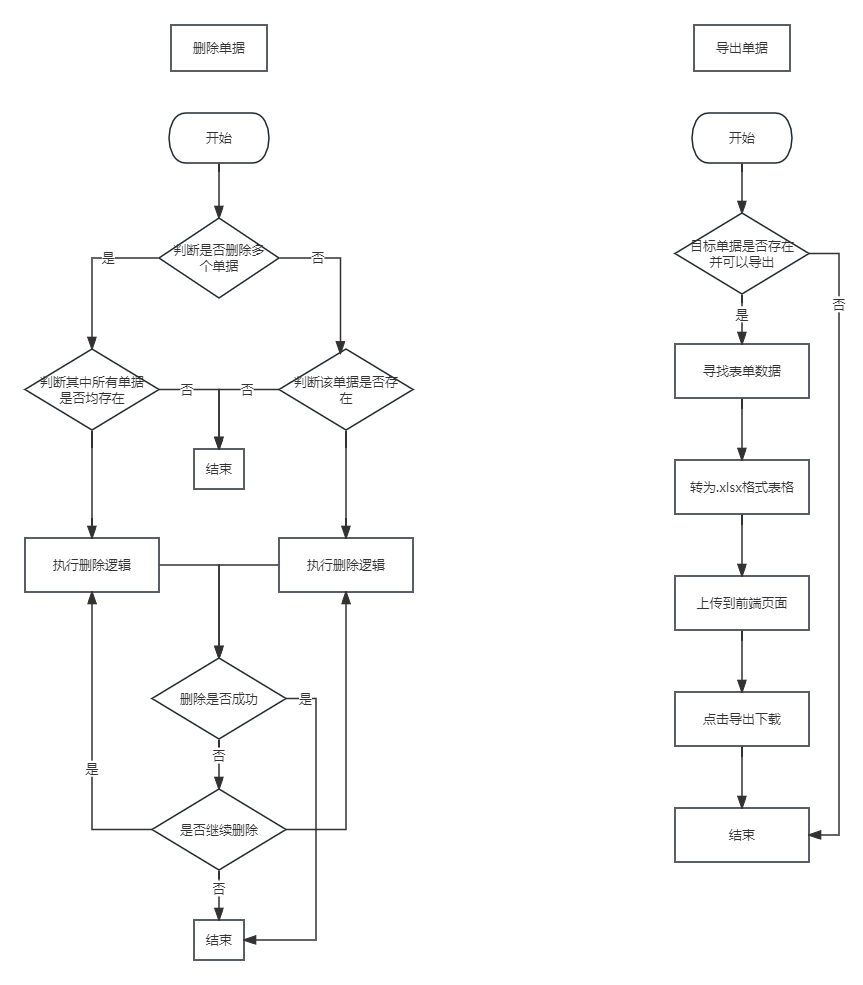 删除单据
开始
判断是否删除多
个单据
是
否
判断其中所有单据
是否均存在
否
否
判断该单据是否存
在
结束
执行删除逻辑
执行删除逻辑
删除是否成功
是
否
是
是否继续删除
否
结束
导出单据
开始
目标单据是否存在
并可以导出
否
是
寻找表单数据
转为.xlsx格式表格
上传到前端页面
点击导出下载
结束